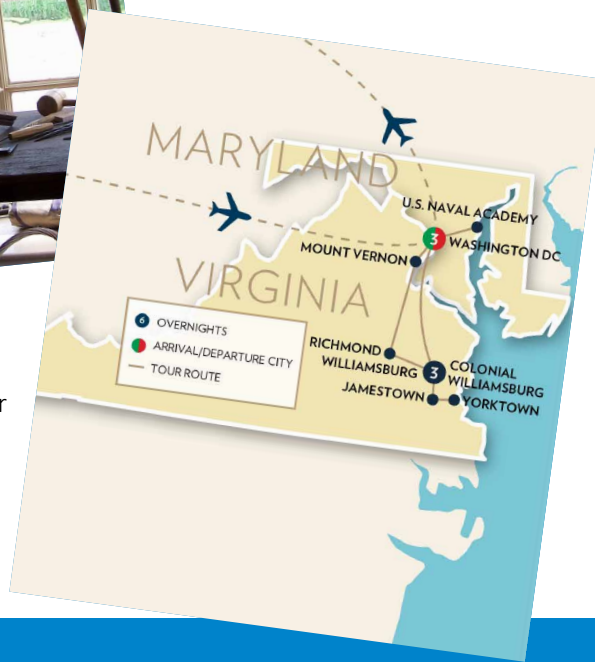 MARYLAND
U.S. NAVAL ACADEMY
3
WASHINGTON DC
MOUNT VERNON
VIRGINIA
6 OVERNIGHTS
ARRIVAL/DEPARTURE CITY
TOUR ROUTE
RICHMOND
WILLIAMSBURG
3
COLONIAL
WILLIAMSBURG
JAMESTOWN
YORKTOWN
r